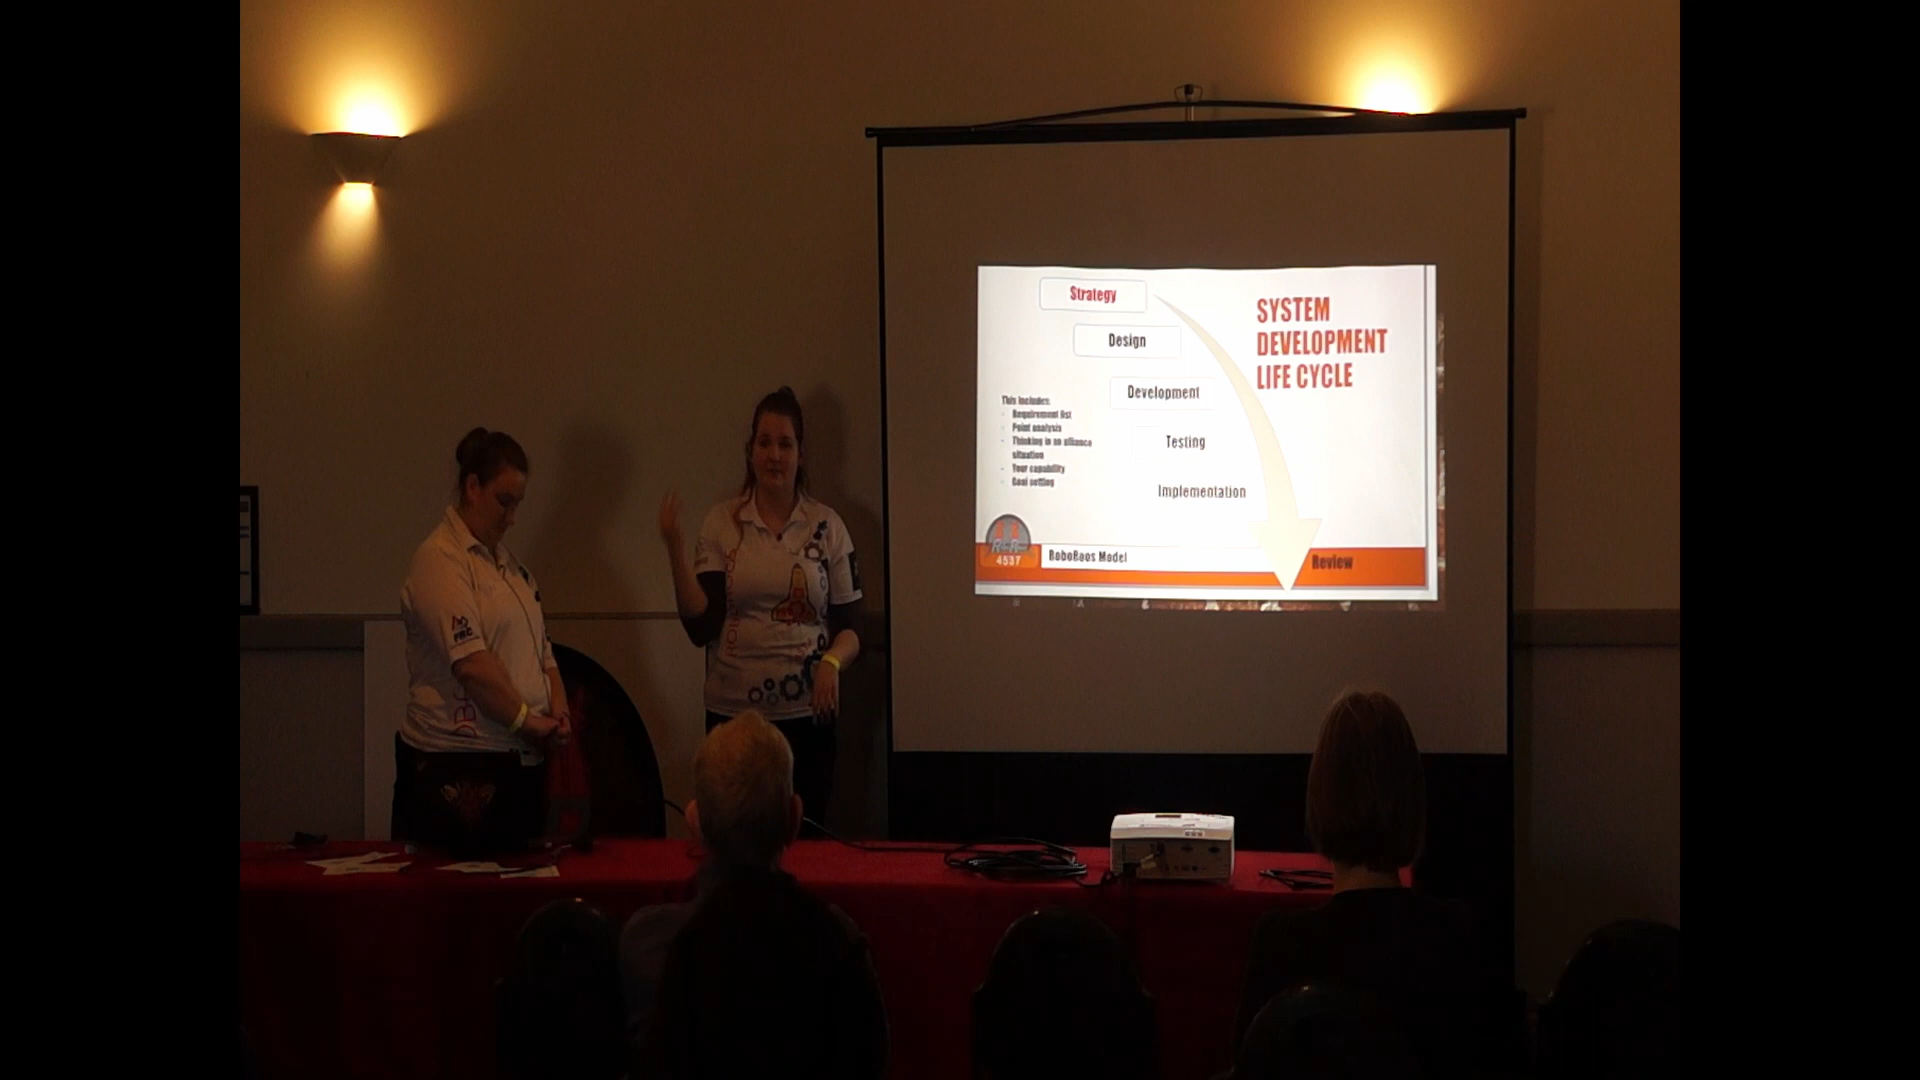 Strategy
Design
Development
Testing
Implementation
SYSTEM
DEVELOPMENT
LIFE CYCLE
This includes:
Requirement list
Point analysis
Thinking in an alliance
situation
Your capability
Goal setting
4537
RoboRoos Model
Review
FRC